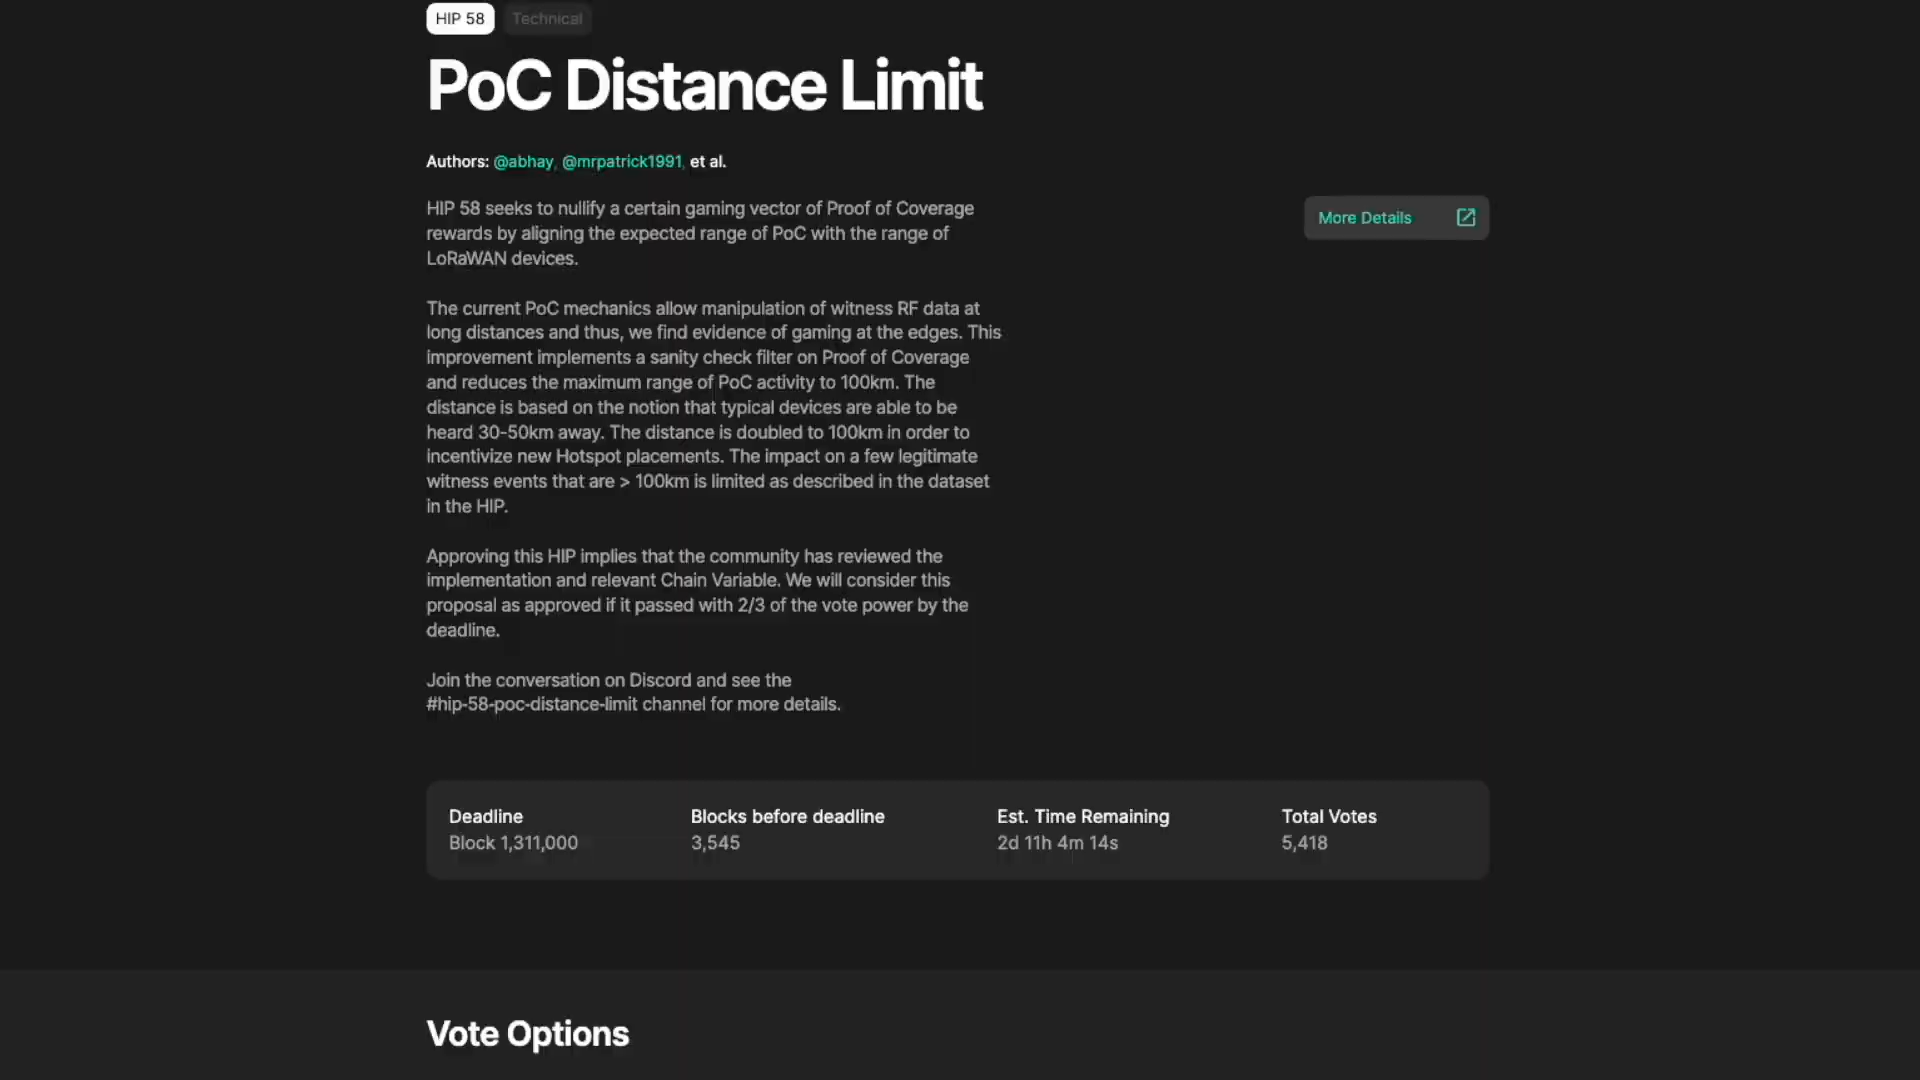 HIP 58 Technical
PoC Distance Limit
Authors: @abhay, @mrpatrick1991, et al.
HIP 58 seeks to nullify a certain gaming vector of Proof of Coverage
rewards by aligning the expected range of PoC with the range of
LoRaWAN devices.
More Details
The current PoC mechanics allow manipulation of witness RF data at
long distances and thus, we find evidence of gaming at the edges. This
improvement implements a sanity check filter on Proof of Coverage
and reduces the maximum range of PoC activity to 100km. The
distance is based on the notion that typical devices are able to be
heard 30-50km away. The distance is doubled to 100km in order to
incentivize new Hotspot placements. The impact on a few legitimate
witness events that are > 100km is limited as described in the dataset
in the HIP.
Approving this HIP implies that the community has reviewed the
implementation and relevant Chain Variable. We will consider this
proposal as approved if it passed with 2/3 of the vote power by the
deadline.
Join the conversation on Discord and see the
#hip-58-poc-distance-limit channel for more details.
Deadline Blocks before deadline Est. Time Remaining Total Votes
Block 1,311,000 3,545 2d 11h 4m 14s 5,418
Vote Options